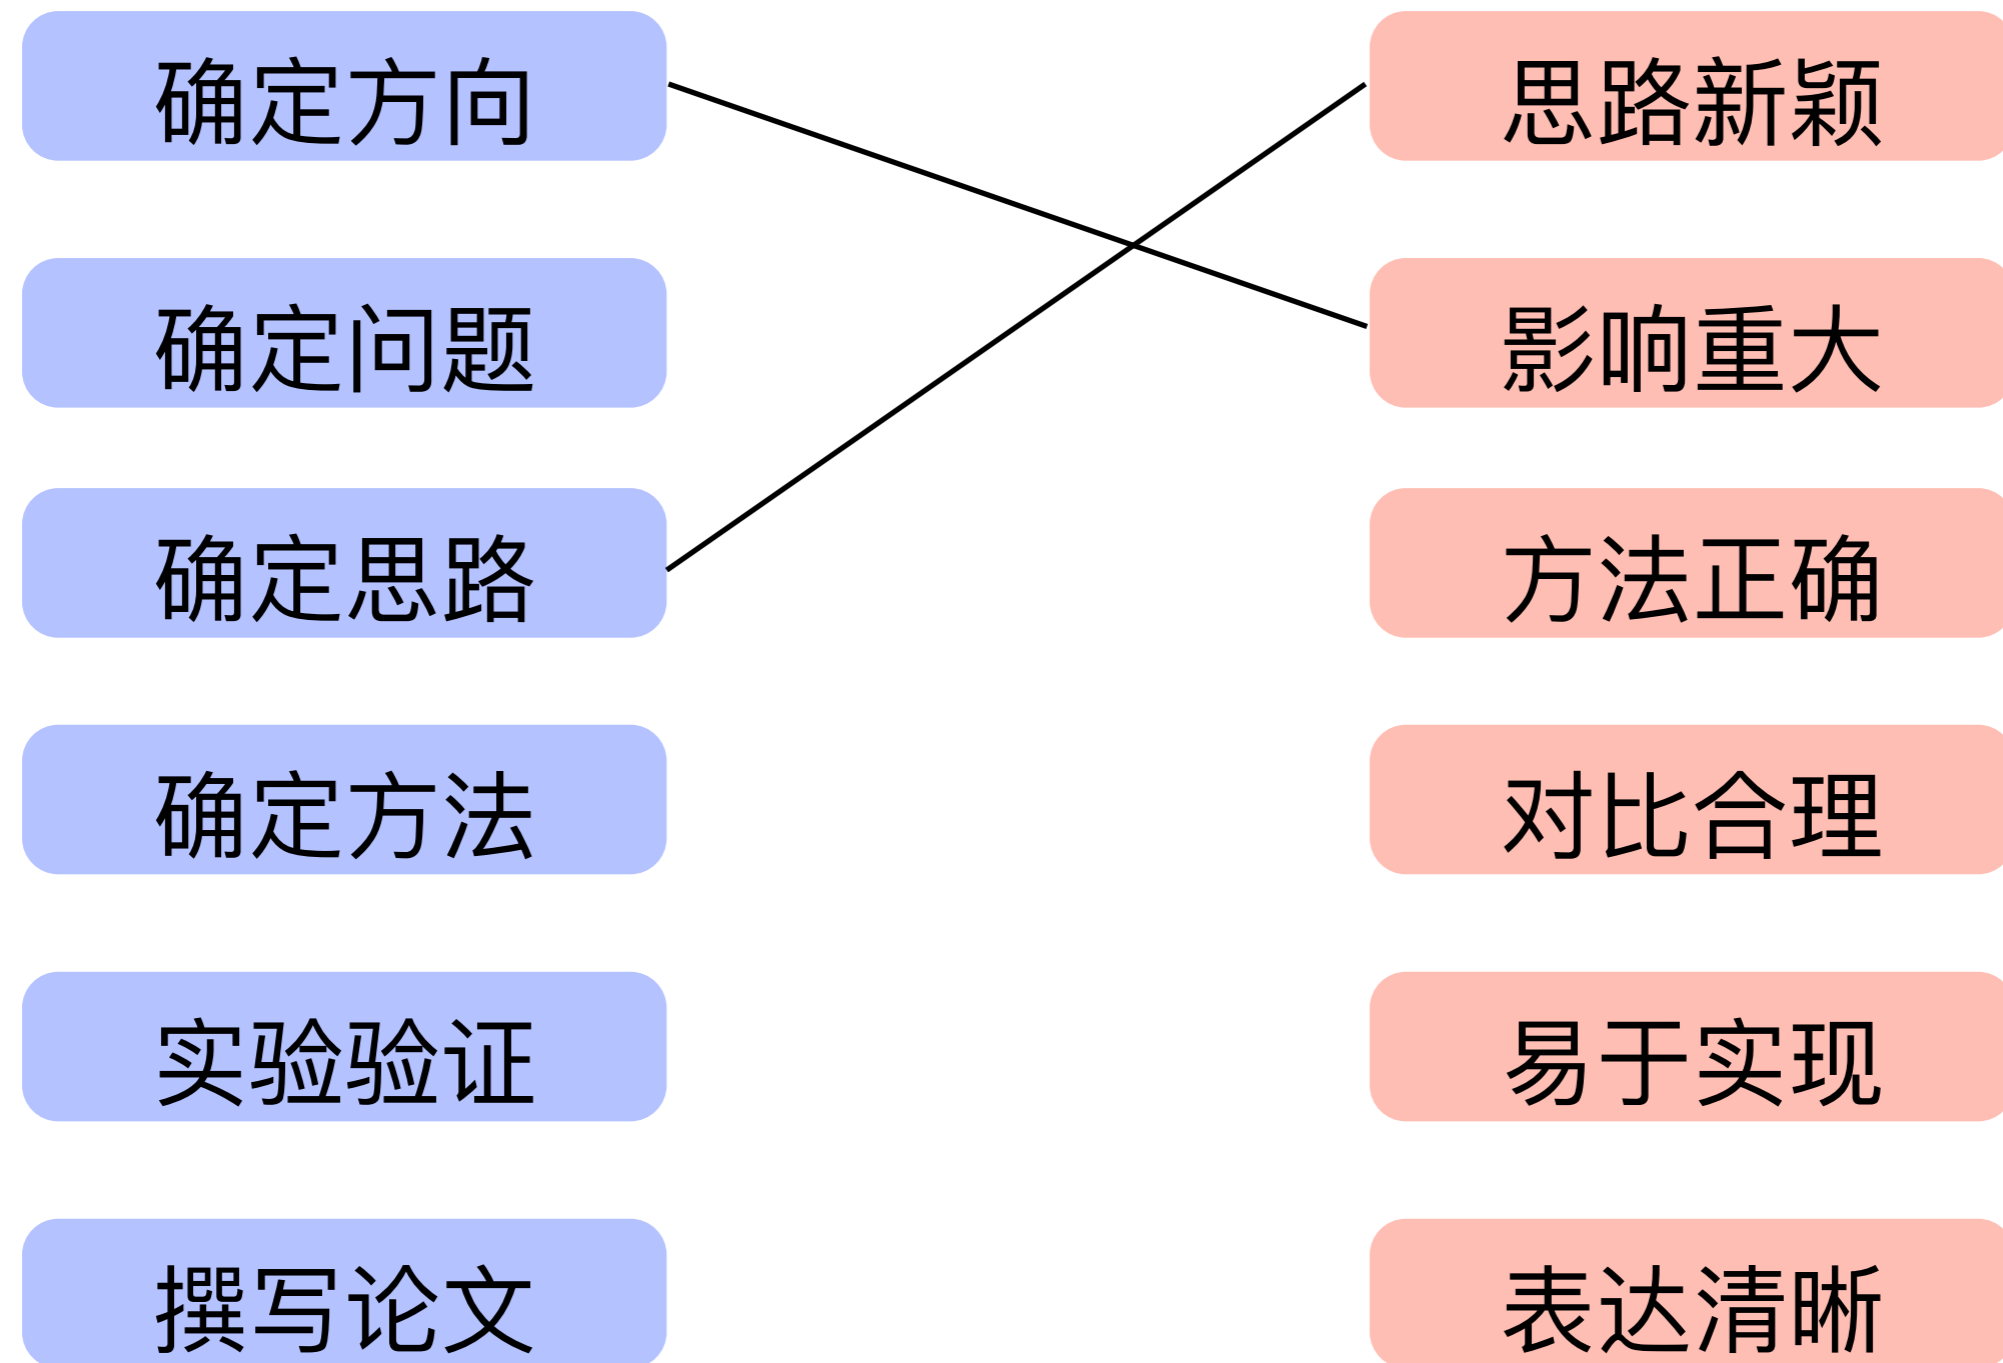 确定方向
思路新颖
确定问题
影响重大
确定思路
方法正确
确定方法
对比合理
实验验证
易于实现
撰写论文
表达清晰